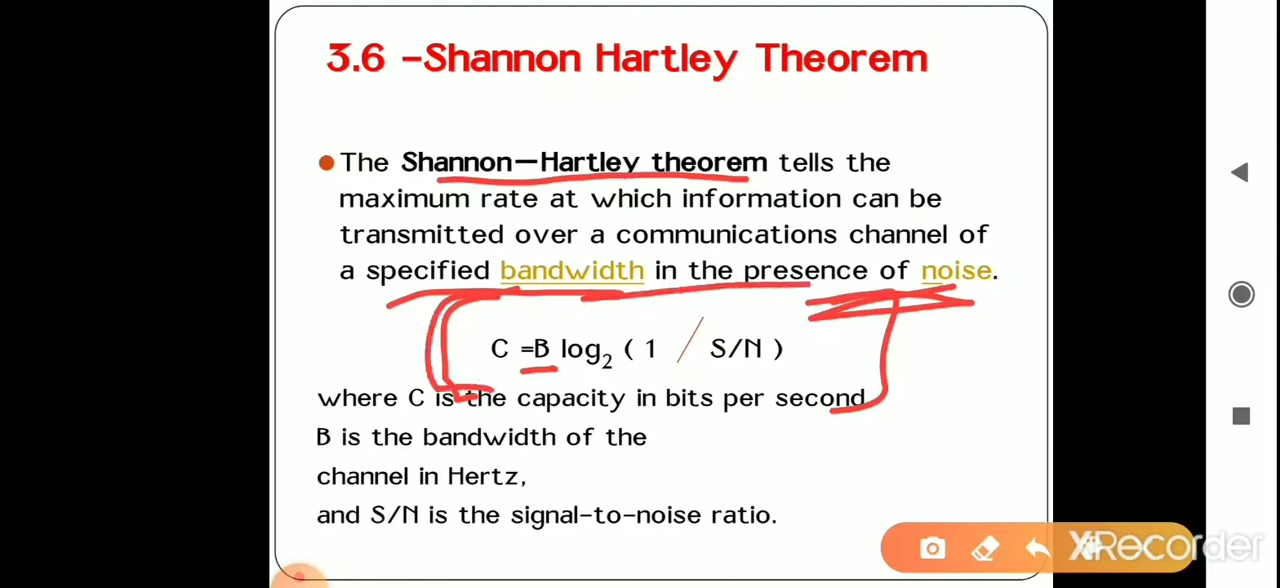 3.6 –Shannon Hartley Theorem
The Shannon–Hartley theorem tells the
maximum rate at which information can be
transmitted over a communications channel of
a specified bandwidth in the presence of noise.
C =B log2 ( 1 / S/N )
where C is the capacity in bits per second
B is the bandwidth of the
channel in Hertz,
and S/N is the signal-to-noise ratio.
XRecorder